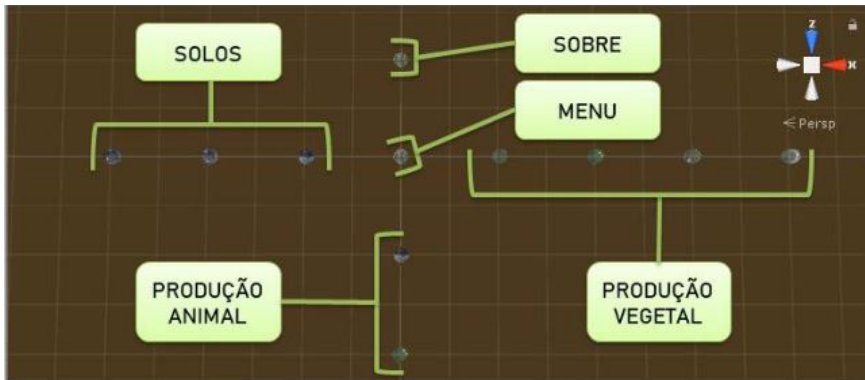 SOLOS
SOBRE
MENU
PRODUÇÃO
ANIMAL
PRODUÇÃO
VEGETAL
z
x
Persp